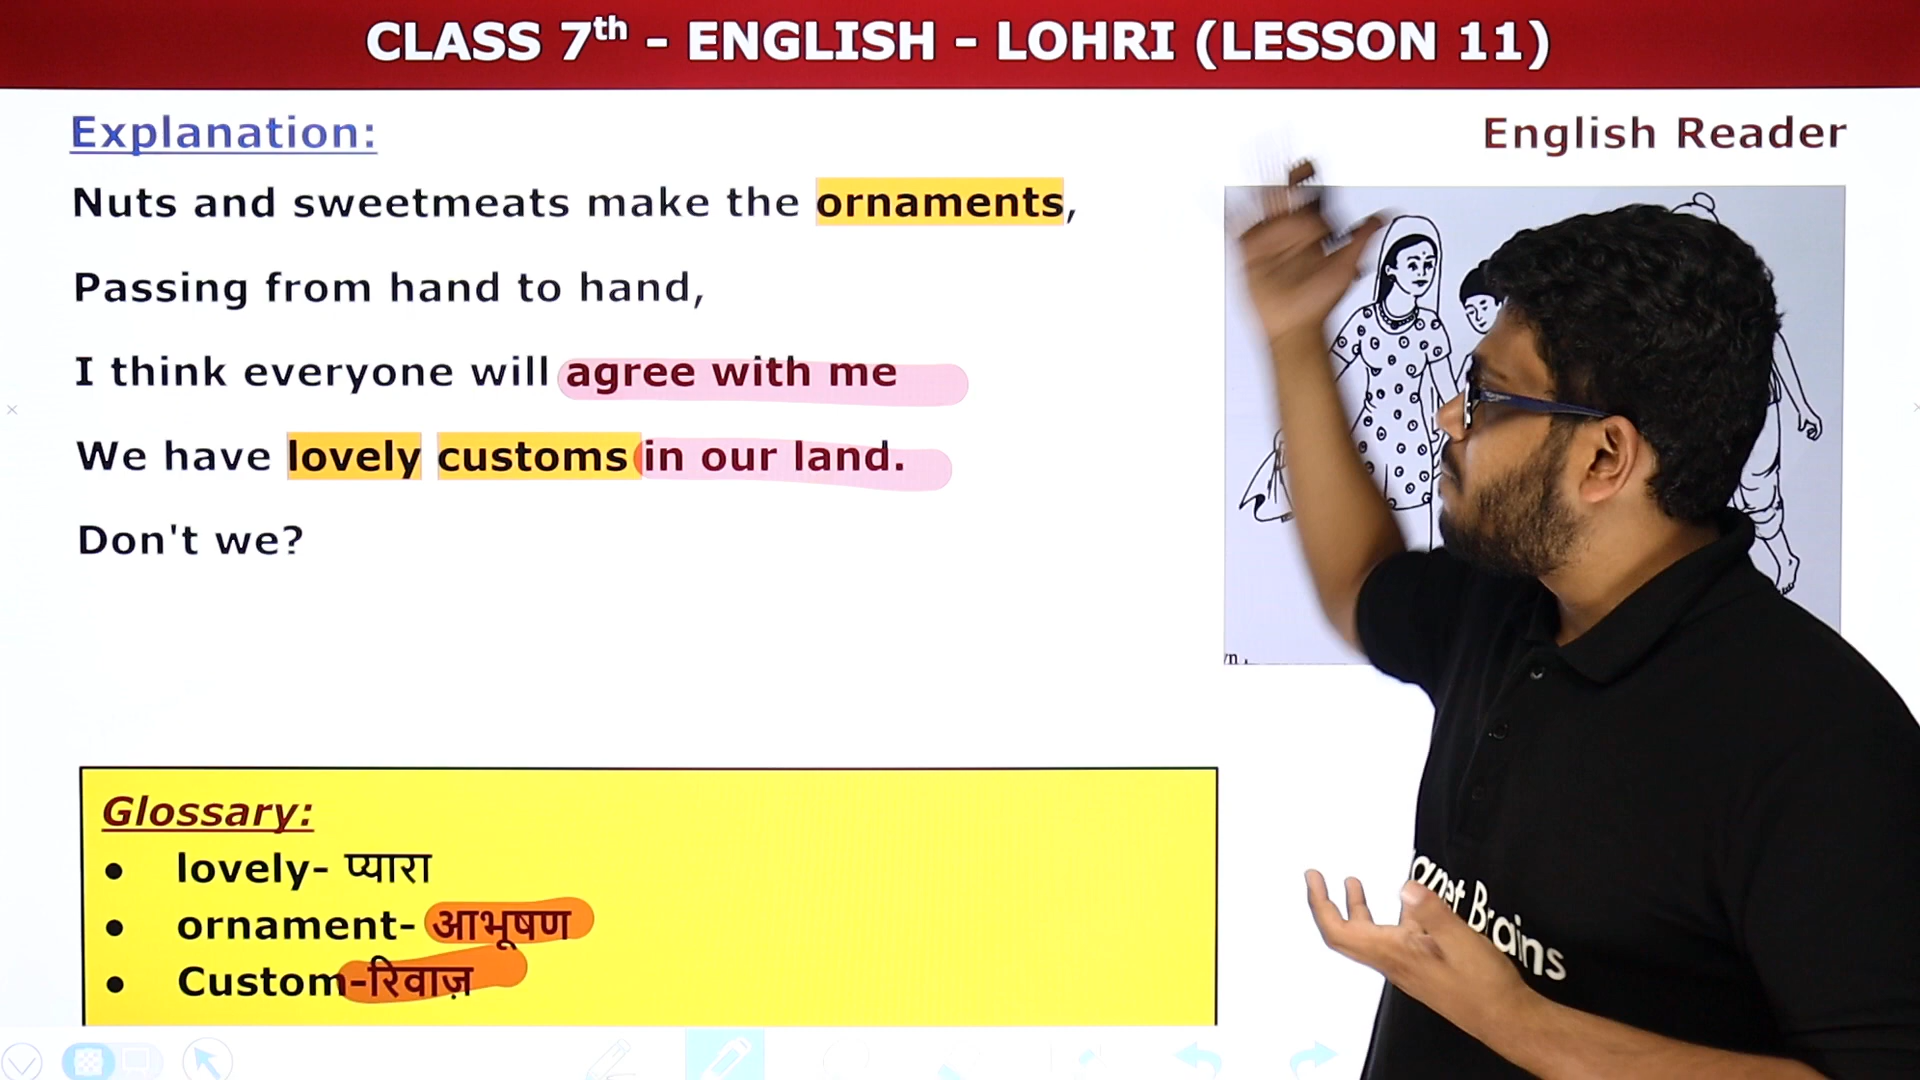 CLASS 7th - ENGLISH - LOHRI (LESSON 11)
Explanation:
English Reader
Nuts and sweetmeats make the ornaments,
Passing from hand to hand,
I think everyone will agree with me
We have lovely customs in our land.
Don't we?
Glossary:
• lovely- प्यारा
• ornament- आभूषण
• Custom-रिवाज़
Brains